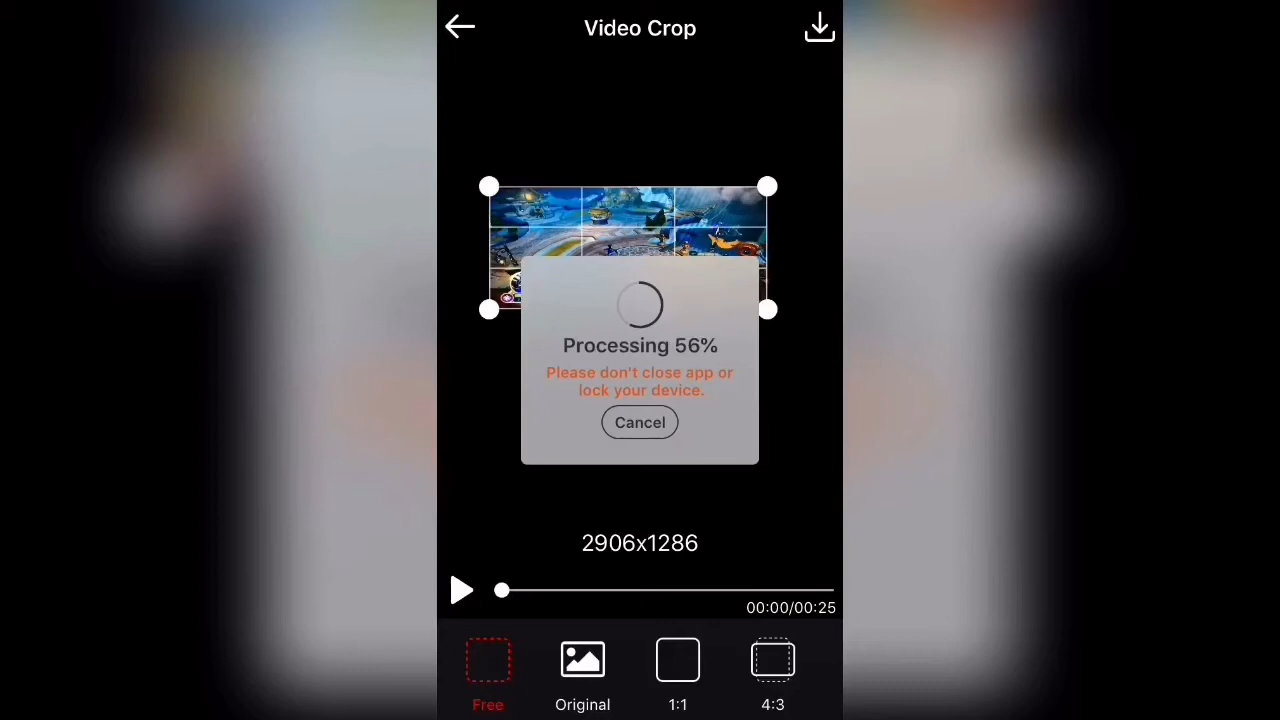 Video Crop
Processing 56%
Please don't close app or
lock your device.
Cancel
2906x1286
00:00/00:25
Free
Original
1:1
4:3